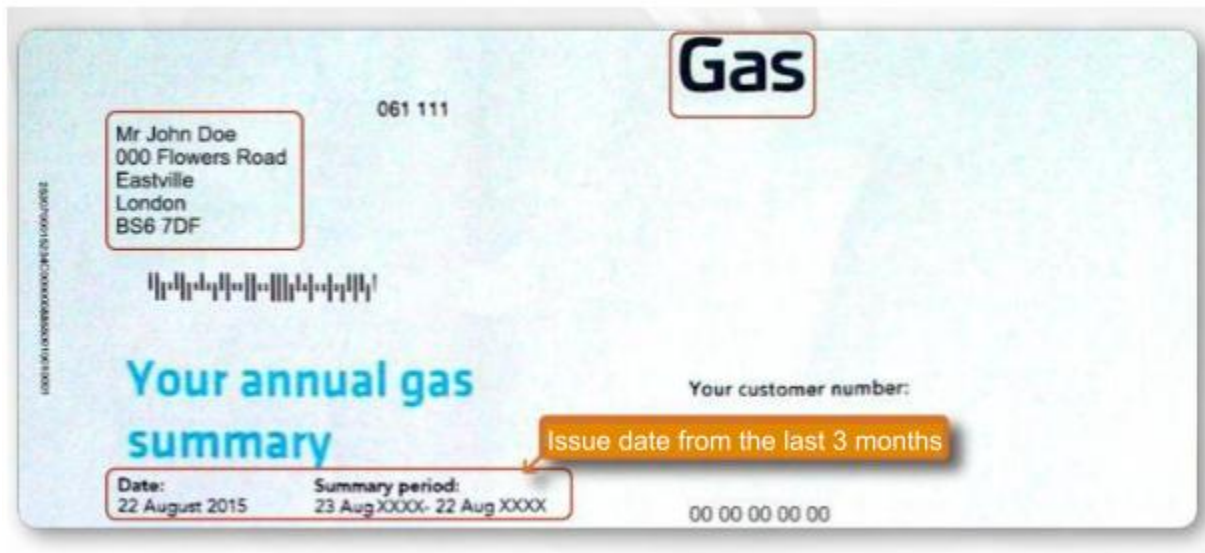 Gas
061 111
Mr John Doe
000 Flowers Road
Eastville
London
BS6 7DF
Your annual gas
summary
Your customer number:
Issue date from the last 3 months
Date:
Summary period:
22 August 2015
23 Aug XXXX- 22 Aug XXXX
00 00 00 00 00